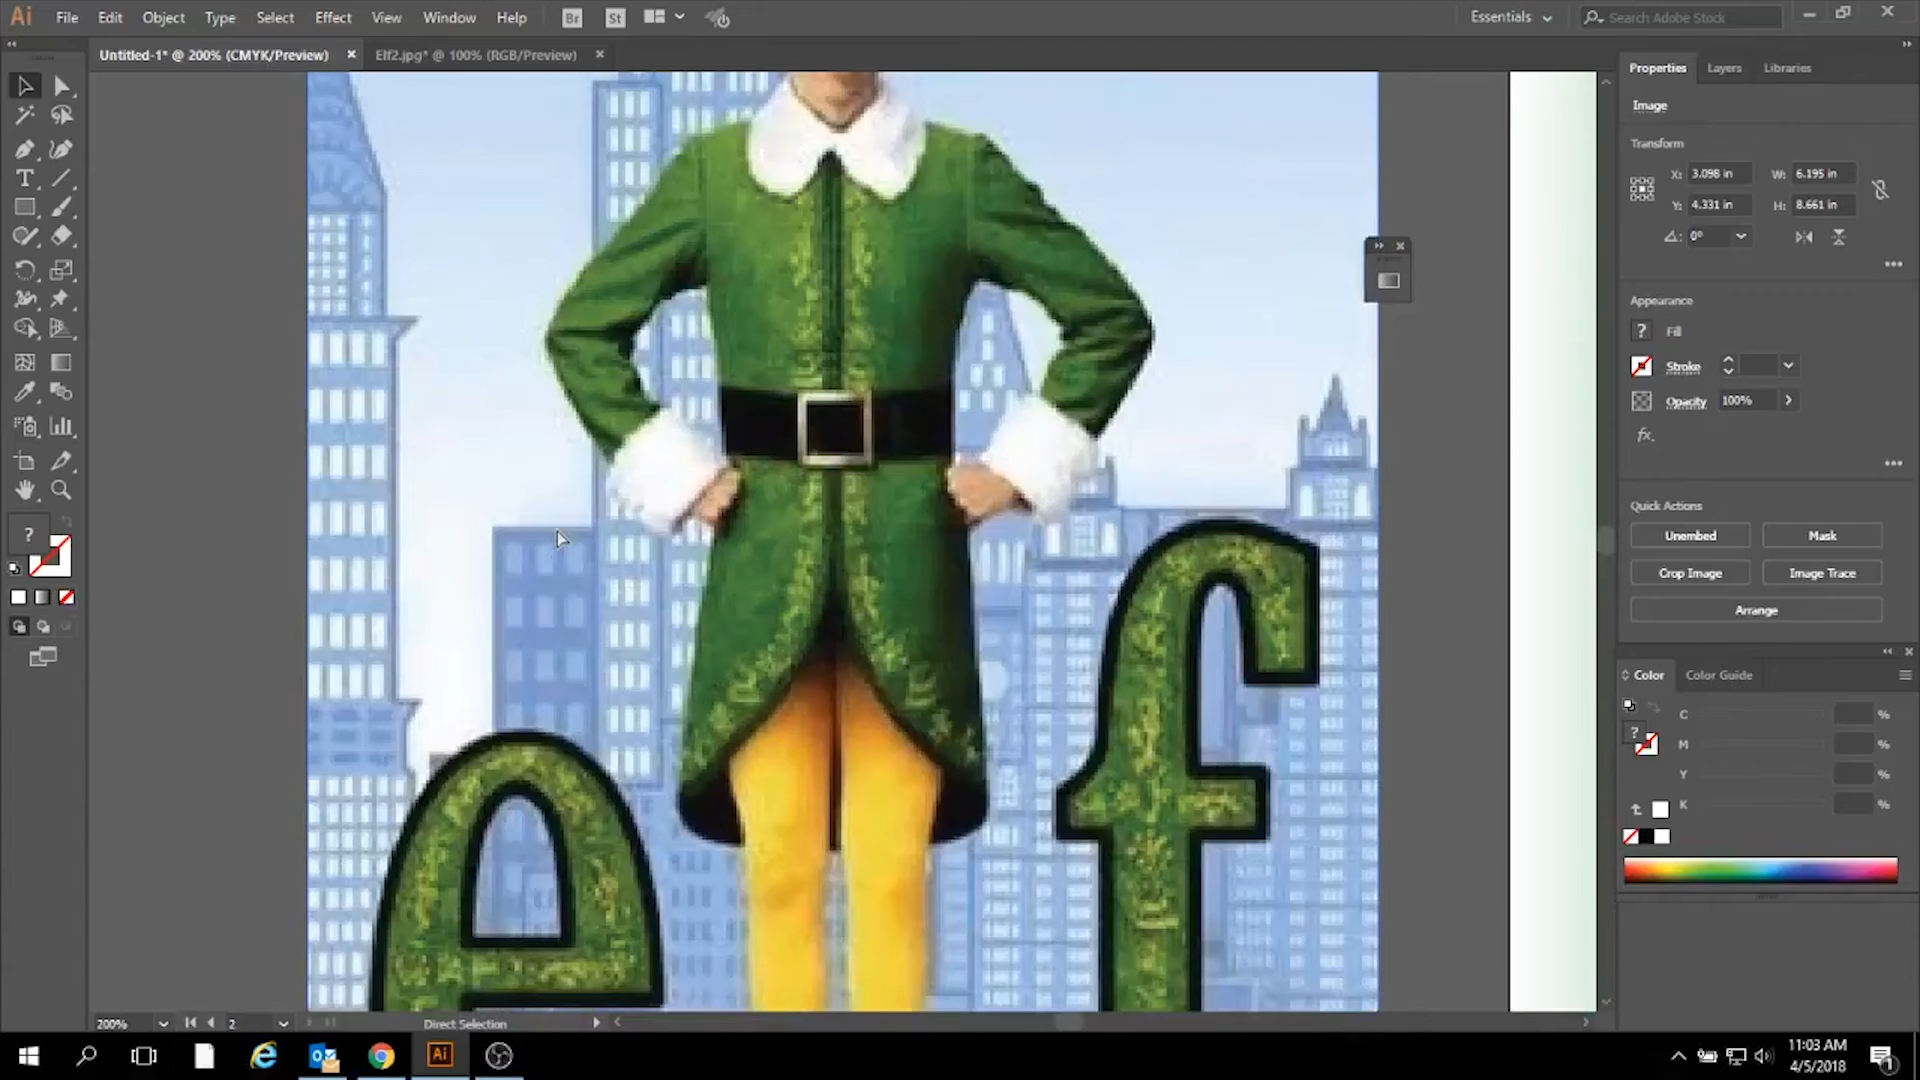 Ai File Edit Object Type Select Effect View Window Help Br St Essentials Search Adobe Stock
Untitled-1* @ 200% (CMYK/Preview) × Elf2.jpg* @ 100% (RGB/Preview) ×
Properties Layers Libraries
Image
Transform
X: 3.098 in W: 6.195 in
Y: 4.331 in H: 8.661 in
0°
Appearance
? Fill
Stroke
Opacity 100%
fx.
Quick Actions
Unembed Mask
Crop Image Image Trace
Arrange
Color Color Guide
C %
M %
Y %
K %
?
?
T
e f
200% 2 Direct Selection
Ai
11:03 AM
4/5/2018
1